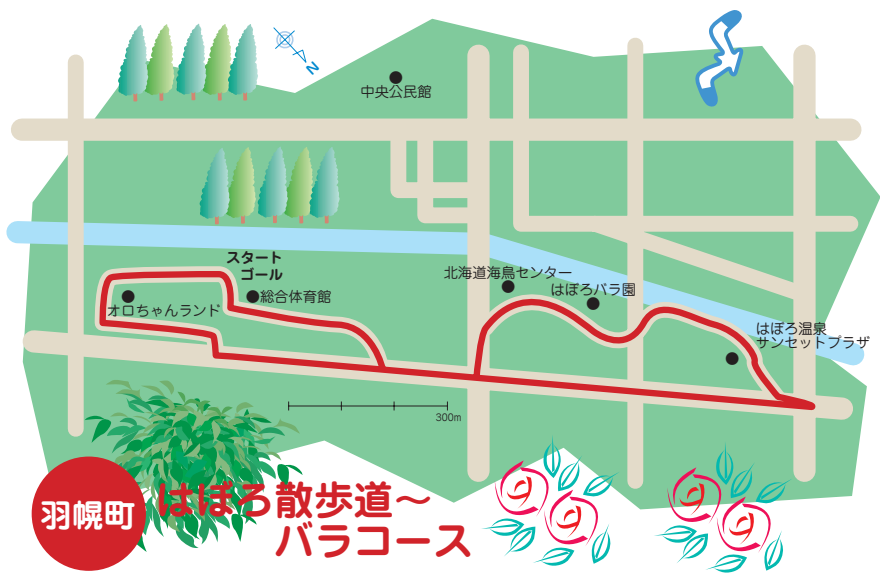 N
中央公民館
スタート
ゴール
総合体育館
オロちゃんランド
北海道海鳥センター
はぼろバラ園
はぼろ温泉
サンセットプラザ
300m
羽幌町
はぼろ散歩道～
バラコース